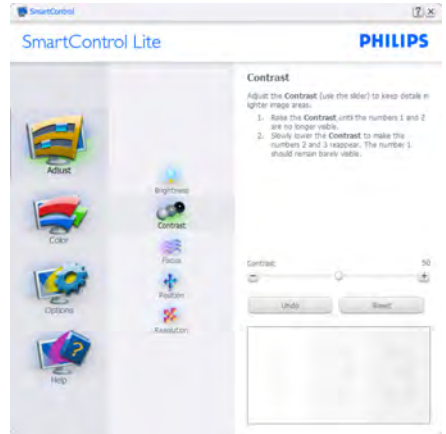 SmartControl
SmartControl Lite
PHILIPS
Adjust
Color
Options
Help
Brightness
Contrast
Focus
Position
Resolution
Contrast
Adjust the Contrast (use the slider) to keep details in
lighter image areas.
1. Raise the Contrast until the numbers 1 and 2
are no longer visible.
2. Slowly lower the Contrast to make the
numbers 2 and 3 reappear. The number 1
should remain barely visible.
Contrast: 50
Undo
Reset